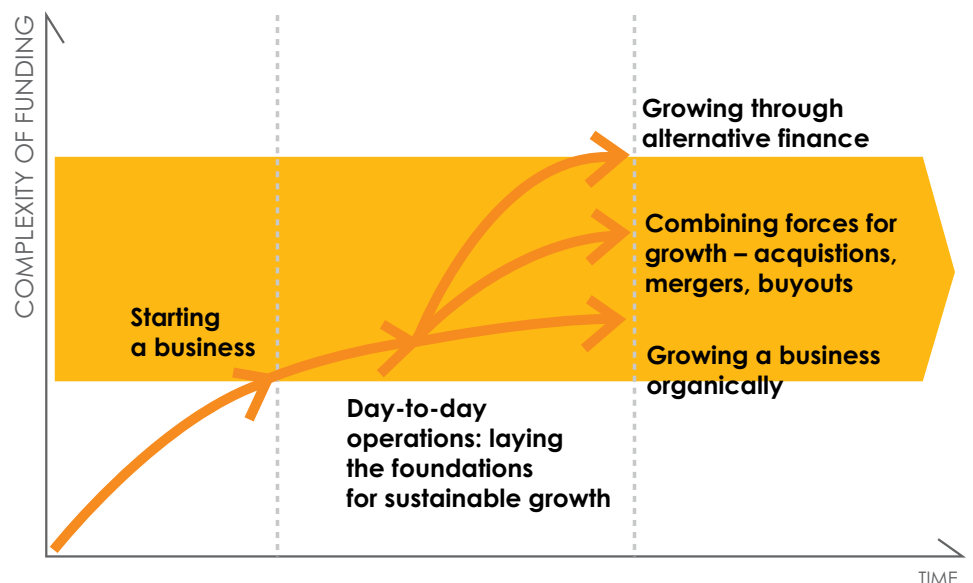 COMPLEXITY OF FUNDING
Growing through
alternative finance
Combining forces for
growth – acquistions,
mergers, buyouts
Starting
a business
Growing a business
organically
Day-to-day
operations: laying
the foundations
for sustainable growth
TIME